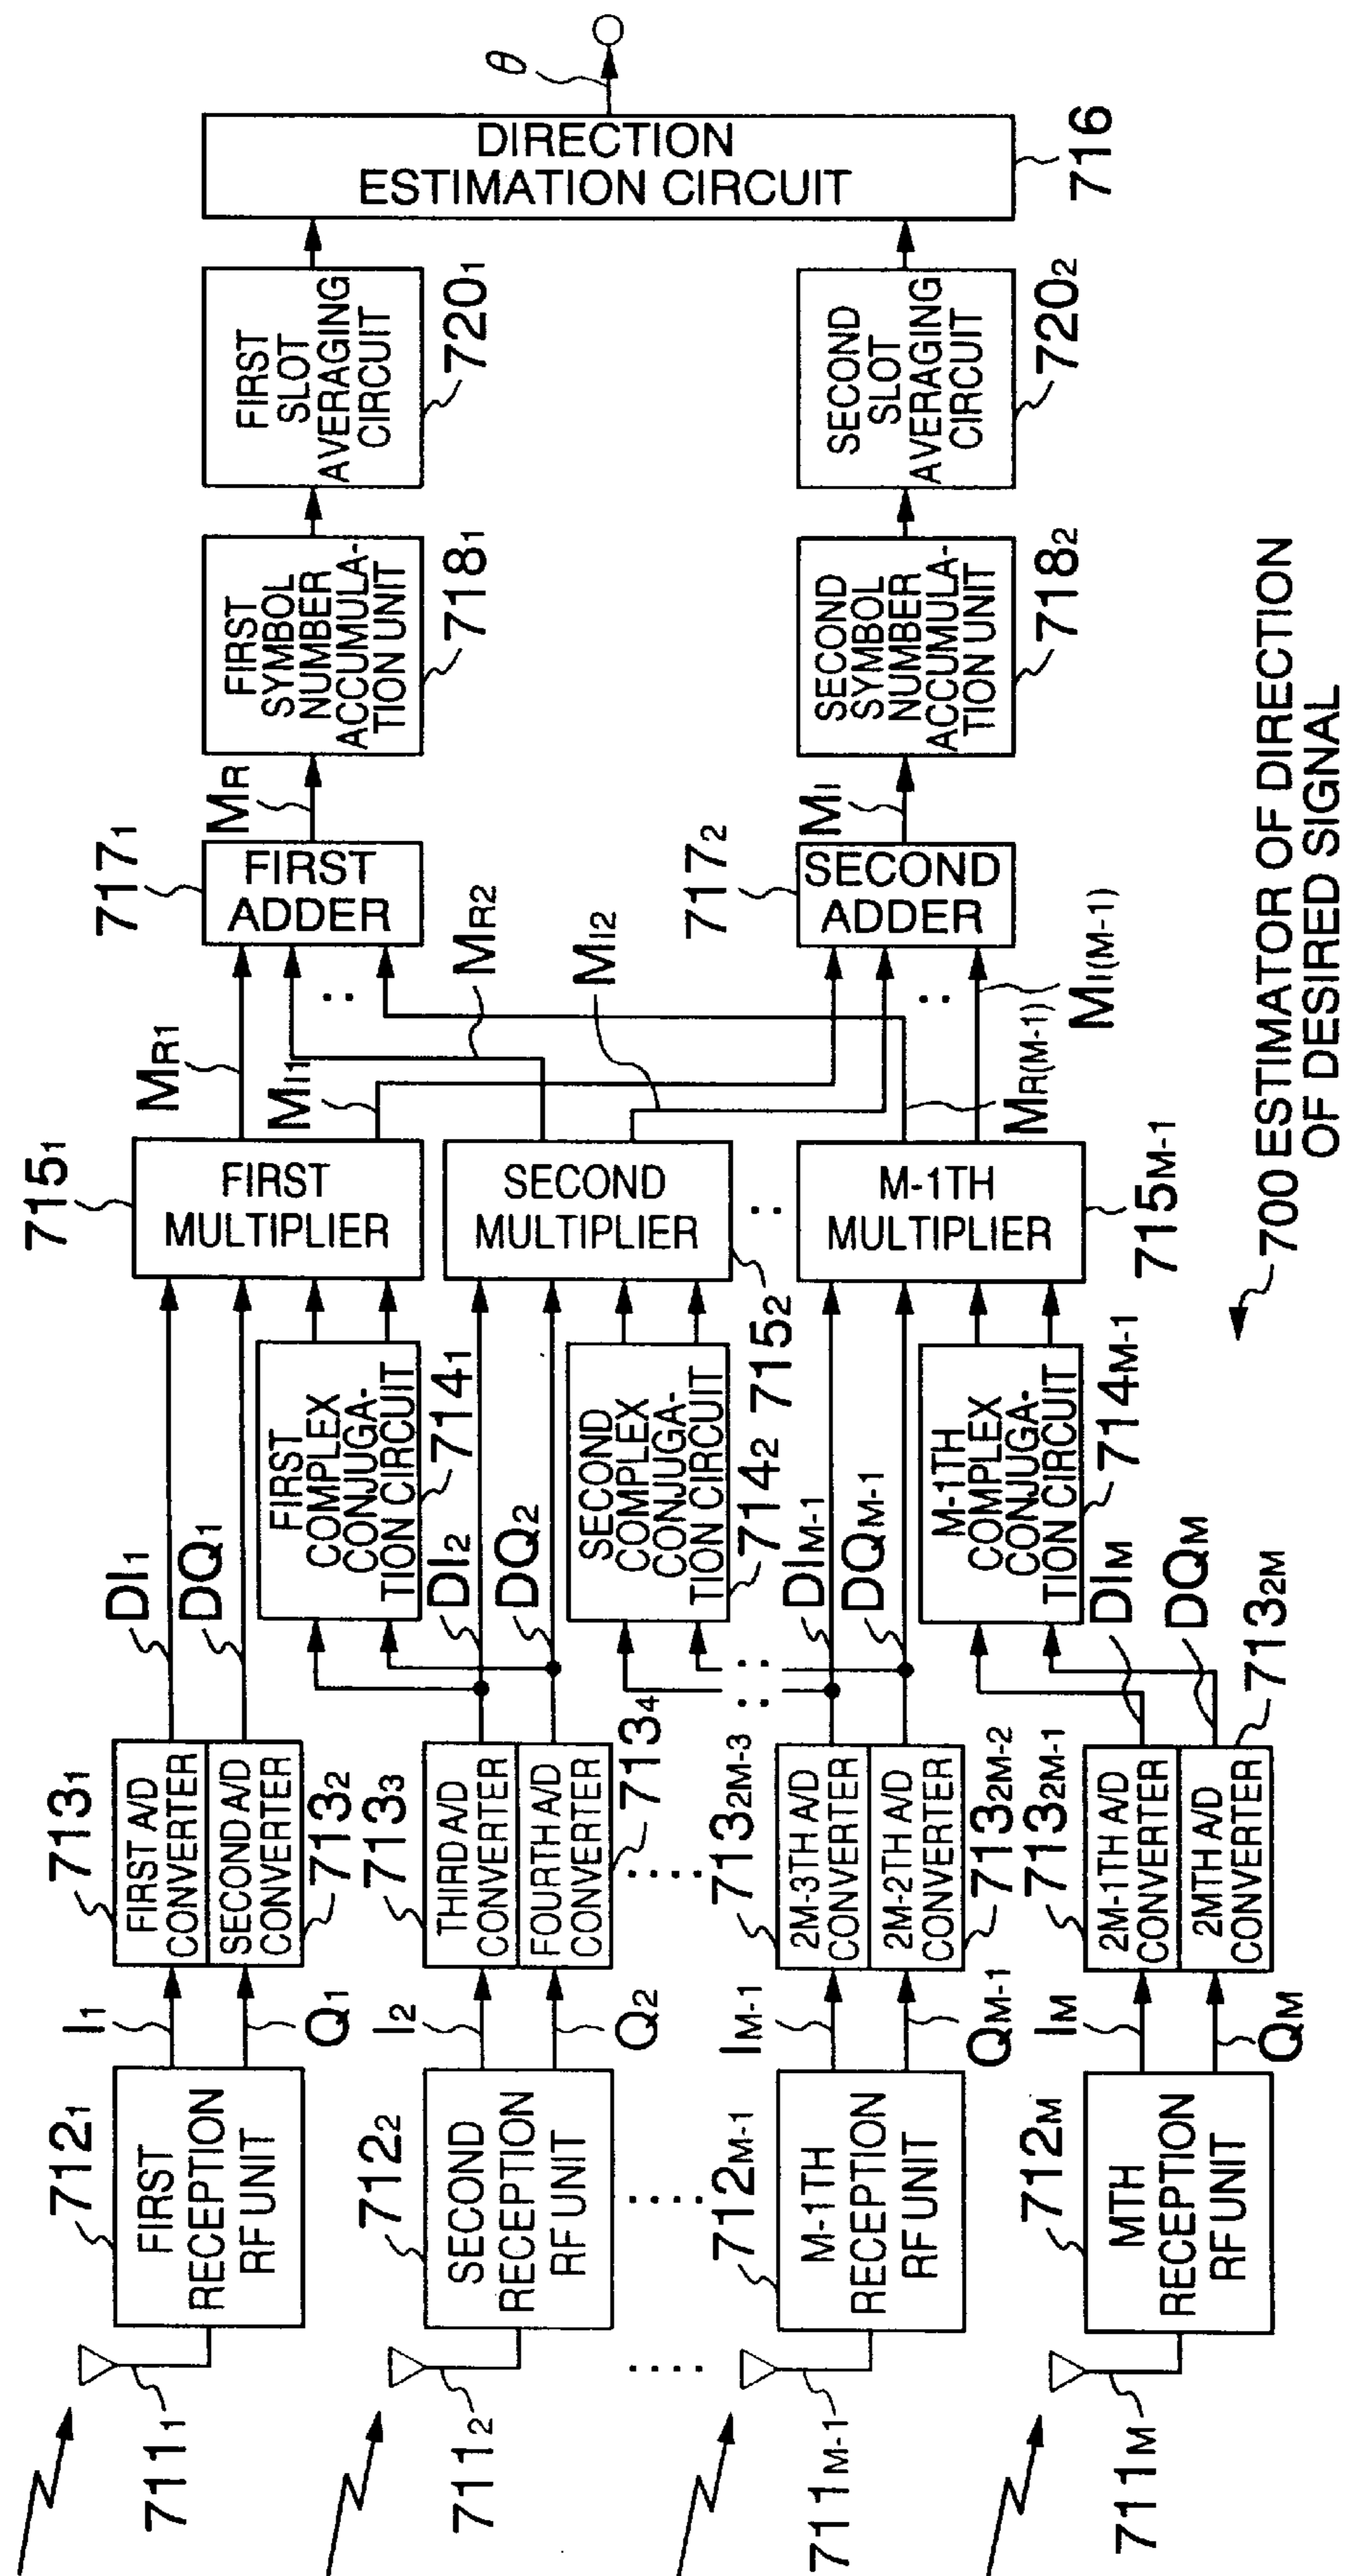 711₁
711₂
711M-1
711M
712₁
FIRST
RECEPTION
RF UNIT
712₂
SECOND
RECEPTION
RF UNIT
712M-1
M-1TH
RECEPTION
RF UNIT
712M
MTH
RECEPTION
RF UNIT
I₁
Q₁
I₂
Q₂
IM-1
QM-1
IM
QM
713₁
FIRST A/D
CONVERTER
SECOND A/D
CONVERTER
713₂
713₃
THIRD A/D
CONVERTER
FOURTH A/D
CONVERTER
713₄
713₂M-3
2M-3TH A/D
CONVERTER
2M-2TH A/D
CONVERTER
713₂M-2
713₂M-1
2M-1TH A/D
CONVERTER
2MTH A/D
CONVERTER
713₂M
DI₁
DQ₁
DI₂
DQ₂
DIM-1
DQM-1
DIM
DQM
FIRST
COMPLEX
CONJUGA-
TION CIRCUIT
714₁
SECOND
COMPLEX
CONJUGA-
TION CIRCUIT
714₂
M-1TH
COMPLEX
CONJUGA-
TION CIRCUIT
714M-1
715₁
FIRST
MULTIPLIER
SECOND
MULTIPLIER
715₂
M-1TH
MULTIPLIER
715M-1
MR1
MI1
MR2
MI2
MR(M-1)
MI(M-1)
717₁
FIRST
ADDER
717₂
SECOND
ADDER
MR
MI
FIRST
SYMBOL
NUMBER
ACCUMULA-
TION UNIT
718₁
SECOND
SYMBOL
NUMBER
ACCUMULA-
TION UNIT
718₂
FIRST
SLOT
AVERAGING
CIRCUIT
720₁
SECOND
SLOT
AVERAGING
CIRCUIT
720₂
DIRECTION
ESTIMATION CIRCUIT
716
θ
700 ESTIMATOR OF DIRECTION
OF DESIRED SIGNAL